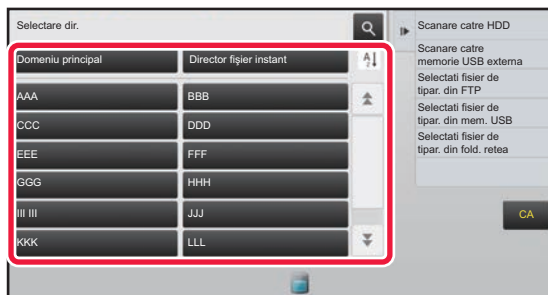 Selectare dir.
Domeniu principal
Director fişier instant
A
Z
AAA
BBB
CCC
DDD
EEE
FFF
GGG
HHH
III III
JJJ
KKK
LLL
Scanare catre HDD
Scanare catre
memorie USB externa
Selectati fisier de
tipar. din FTP
Selectati fisier de
tipar. din mem. USB
Selectati fisier de
tipar. din fold. retea
CA